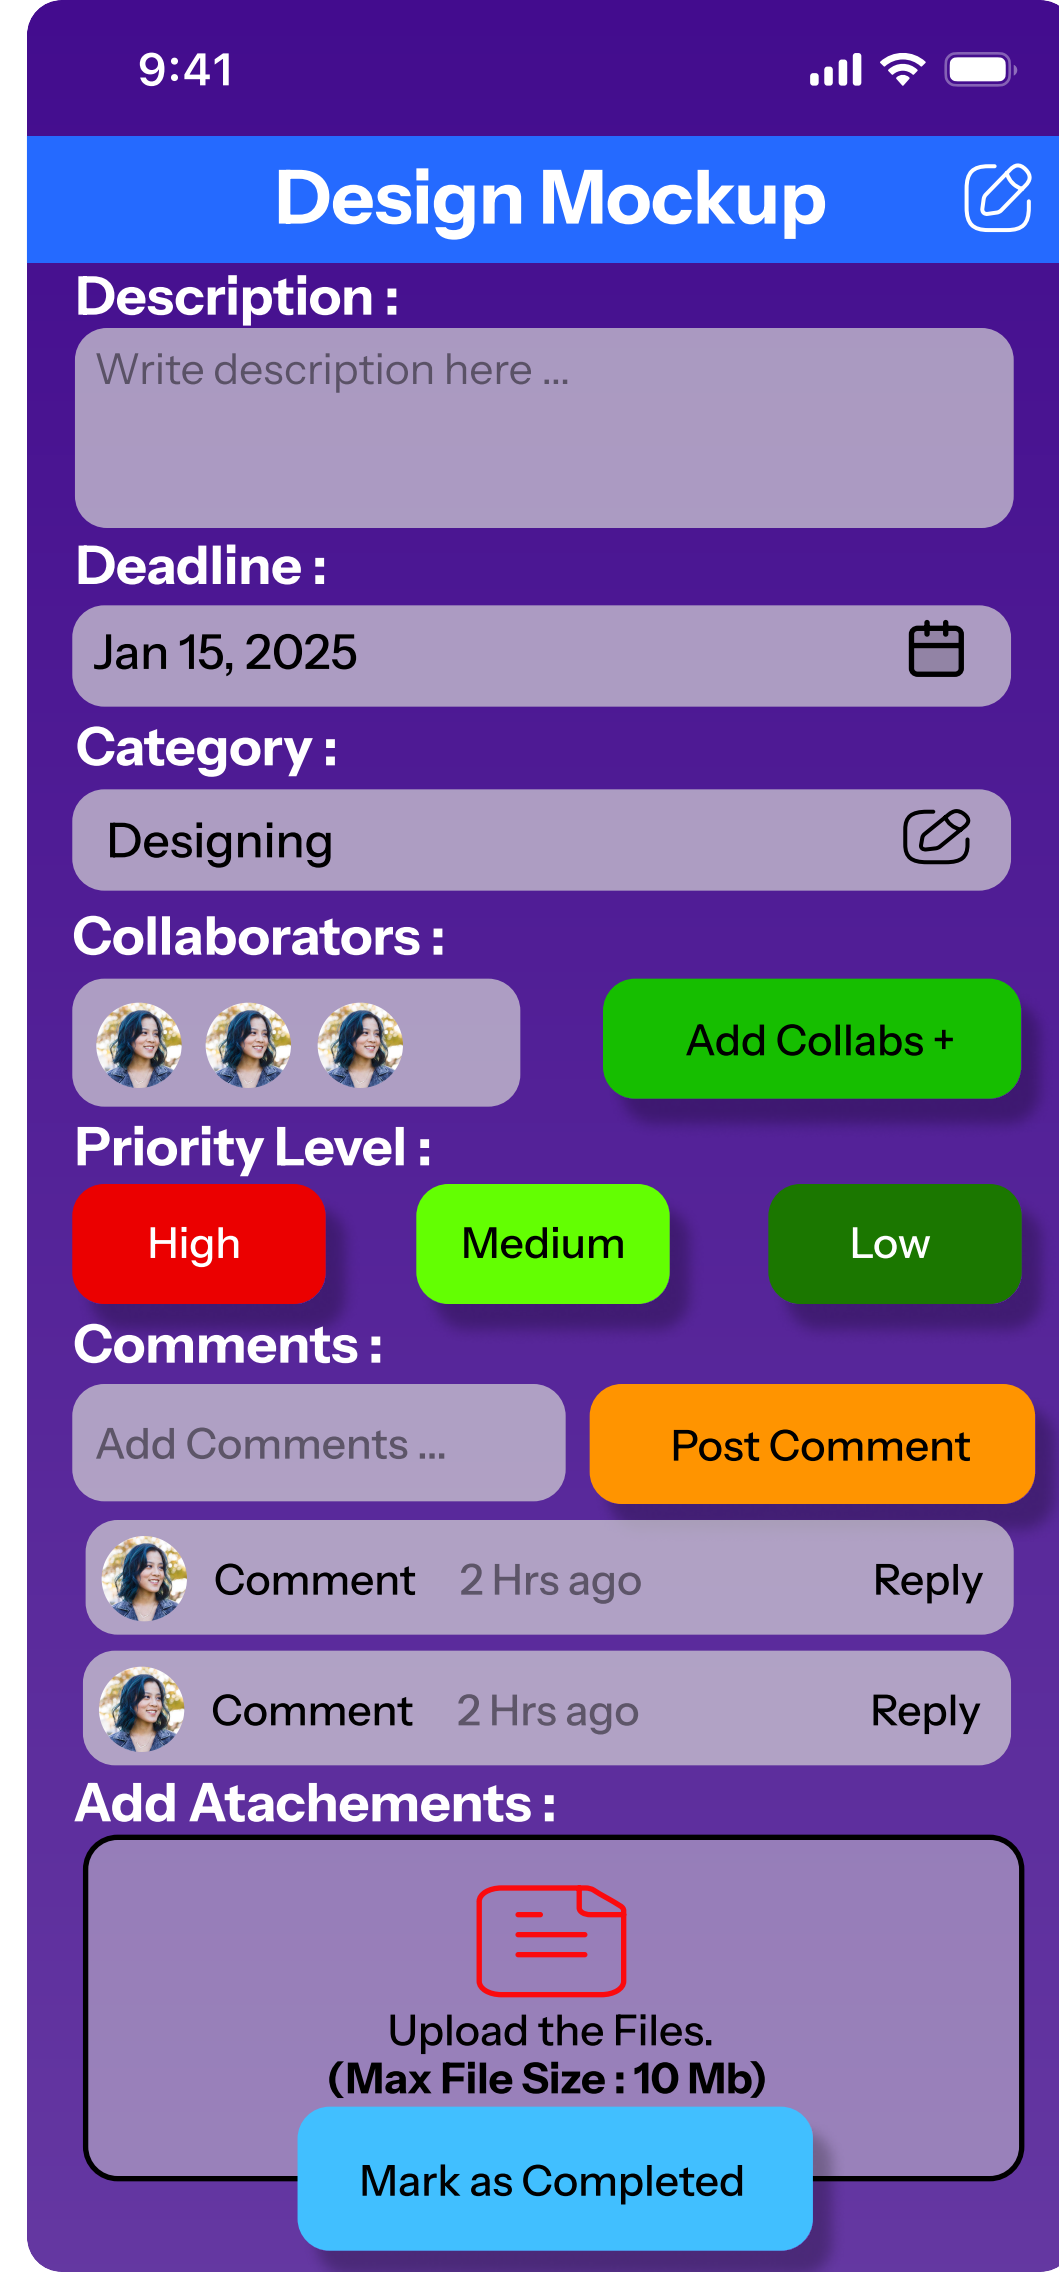 9:41
Design Mockup
Description :
Write description here ...
Deadline :
Jan 15, 2025
Category :
Designing
Collaborators :
Add Collabs +
Priority Level :
High Medium Low
Comments :
Add Comments ... Post Comment
Comment 2 Hrs ago Reply
Comment 2 Hrs ago Reply
Add Atachements :
Upload the Files.
(Max File Size : 10 Mb)
Mark as Completed